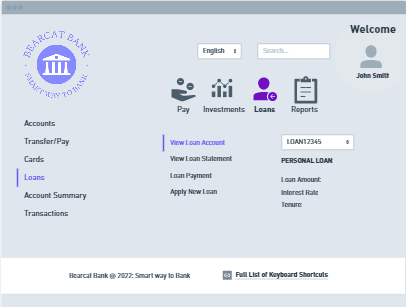 BEARCAT BANK
SMART WAY TO BANK
English
Search...
Welcome
John Smith
Pay
Investments
Loans
Reports
Accounts
Transfer/Pay
Cards
Loans
Account Summary
Transactions
View Loan Account
View Loan Statement
Loan Payment
Apply New Loan
LOAN12345
PERSONAL LOAN
Loan Amount
Interest Rate
Tenure
Bearcat Bank @ 2022: Smart way to Bank
Full List of Keyboard Shortcuts